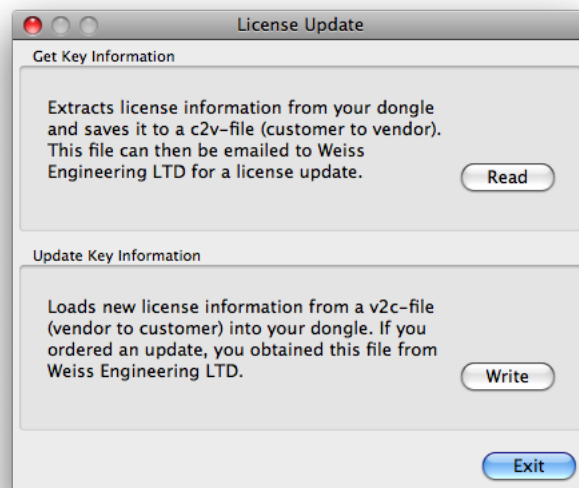 License Update
Get Key Information
Extracts license information from your dongle
and saves it to a c2v-file (customer to vendor).
This file can then be emailed to Weiss
Engineering LTD for a license update.
Read
Update Key Information
Loads new license information from a v2c-file
(vendor to customer) into your dongle. If you
ordered an update, you obtained this file from
Weiss Engineering LTD.
Write
Exit